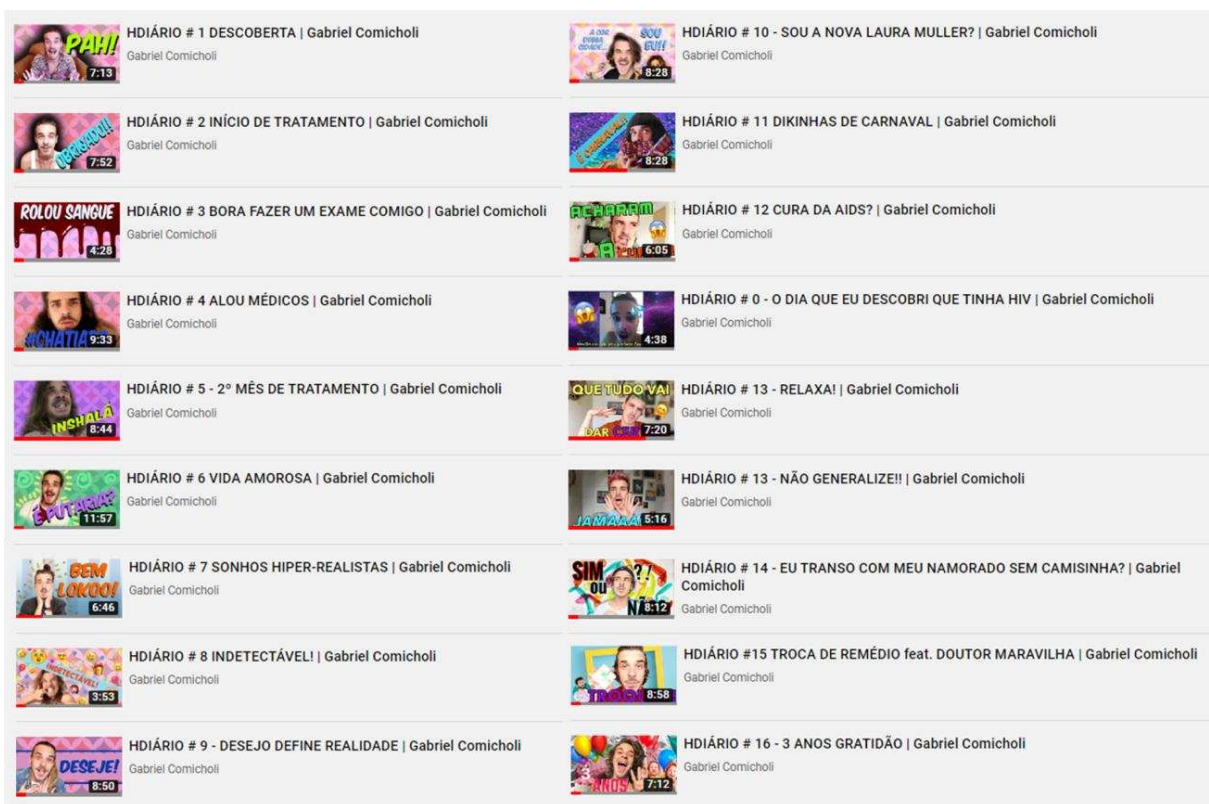 PAH!
7:13
HDIÁRIO # 1 DESCOBERTA | Gabriel Comicholi
Gabriel Comicholi
OBRIGADU!!
7:52
HDIÁRIO # 2 INÍCIO DE TRATAMENTO | Gabriel Comicholi
Gabriel Comicholi
ROLOU SANGUE
4:28
HDIÁRIO # 3 BORA FAZER UM EXAME COMIGO | Gabriel Comicholi
Gabriel Comicholi
9:33
HDIÁRIO # 4 ALOU MÉDICOS | Gabriel Comicholi
Gabriel Comicholi
INSHALÁ
8:44
HDIÁRIO # 5 - 2º MÊS DE TRATAMENTO | Gabriel Comicholi
Gabriel Comicholi
É PUTARIA?
11:57
HDIÁRIO # 6 VIDA AMOROSA | Gabriel Comicholi
Gabriel Comicholi
BEM
LOKOO!
6:46
HDIÁRIO # 7 SONHOS HIPER-REALISTAS | Gabriel Comicholi
Gabriel Comicholi
INDETECTÁVEL!
3:53
HDIÁRIO # 8 INDETECTÁVEL! | Gabriel Comicholi
Gabriel Comicholi
DESEJE!
8:50
HDIÁRIO # 9 - DESEJO DEFINE REALIDADE | Gabriel Comicholi
Gabriel Comicholi
A COR
DESSA
CIDADE...
SOU
EU!!
8:28
HDIÁRIO # 10 - SOU A NOVA LAURA MULLER? | Gabriel Comicholi
Gabriel Comicholi
É CARNAVAL!
8:28
HDIÁRIO # 11 DIKINHAS DE CARNAVAL | Gabriel Comicholi
Gabriel Comicholi
ACHARAM
A
6:05
HDIÁRIO # 12 CURA DA AIDS? | Gabriel Comicholi
Gabriel Comicholi
4:38
HDIÁRIO # 0 - O DIA QUE EU DESCOBRI QUE TINHA HIV | Gabriel Comicholi
Gabriel Comicholi
QUE TUDO VAI
DAR
7:20
HDIÁRIO # 13 - RELAXA! | Gabriel Comicholi
Gabriel Comicholi
5:16
HDIÁRIO # 13 - NÃO GENERALIZE!! | Gabriel Comicholi
Gabriel Comicholi
SIM
OU
??
8:12
HDIÁRIO # 14 - EU TRANSO COM MEU NAMORADO SEM CAMISINHA? | Gabriel
Comicholi
Gabriel Comicholi
8:58
HDIÁRIO #15 TROCA DE REMÉDIO feat. DOUTOR MARAVILHA | Gabriel Comicholi
Gabriel Comicholi
3
ANOS
7:12
HDIÁRIO # 16 - 3 ANOS GRATIDÃO | Gabriel Comicholi
Gabriel Comicholi